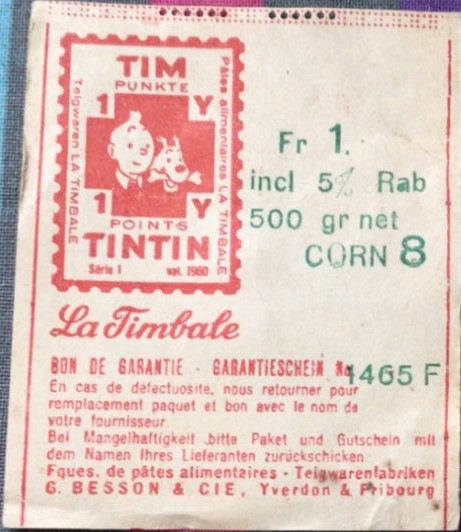 TIM
PUNKTE
1 Y
1 Y
POINTS
TINTIN
Série 1 val. 1960
Teigwaren LA TIMBALE
Pâtes alimentaires LA TIMBALE
Fr 1.
incl 5% Rab
500 gr net
CORN 8
La Timbale
BON DE GARANTIE - GARANTIESCHEIN No 1465 F
En cas de défectuosité, nous retourner pour
remplacement paquet et bon avec le nom de
votre fournisseur.
Bei Mangelhaftigkeit bitte Paket und Gutschein mit
dem Namen Ihres Lieferanten zurückschicken
Fques. de pâtes alimentaires - Teigwarenfabriken
G. BESSON & CIE, Yverdon & Fribourg